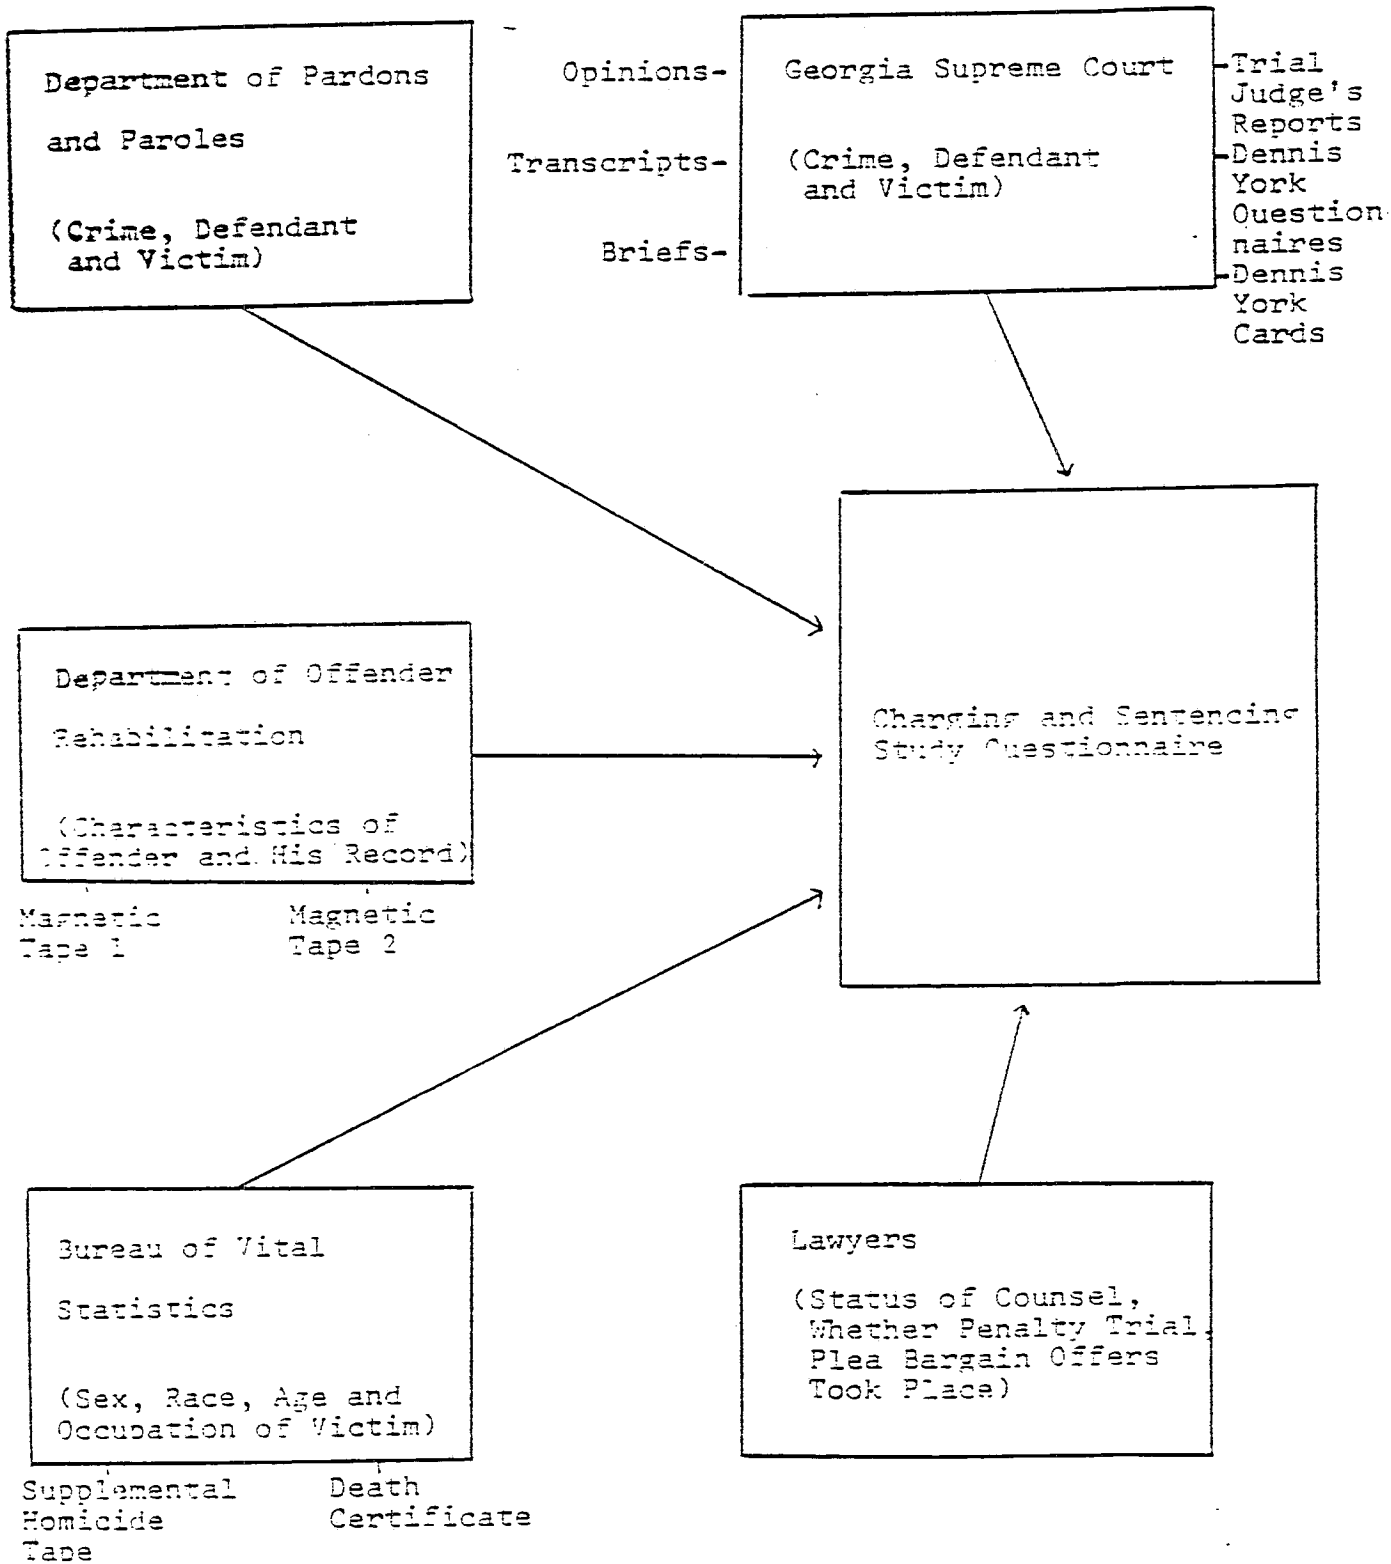 Department of Pardons
and Paroles
(Crime, Defendant
and Victim)
Opinions-
Transcripts-
Briefs-
Georgia Supreme Court
(Crime, Defendant
and Victim)
-Trial
Judge's
Reports
-Dennis
York
Question-
naires
-Dennis
York
Cards
Department of Offender
Rehabilitation
(Characteristics of
Offender and His Record)
Magnetic
Tape 1
Magnetic
Tape 2
Charging and Sentencing
Study Questionnaire
Bureau of Vital
Statistics
(Sex, Race, Age and
Occupation of Victim)
Supplemental
Homicide
Tape
Death
Certificate
Lawyers
(Status of Counsel,
Whether Penalty Trial,
Plea Bargain Offers
Took Place)